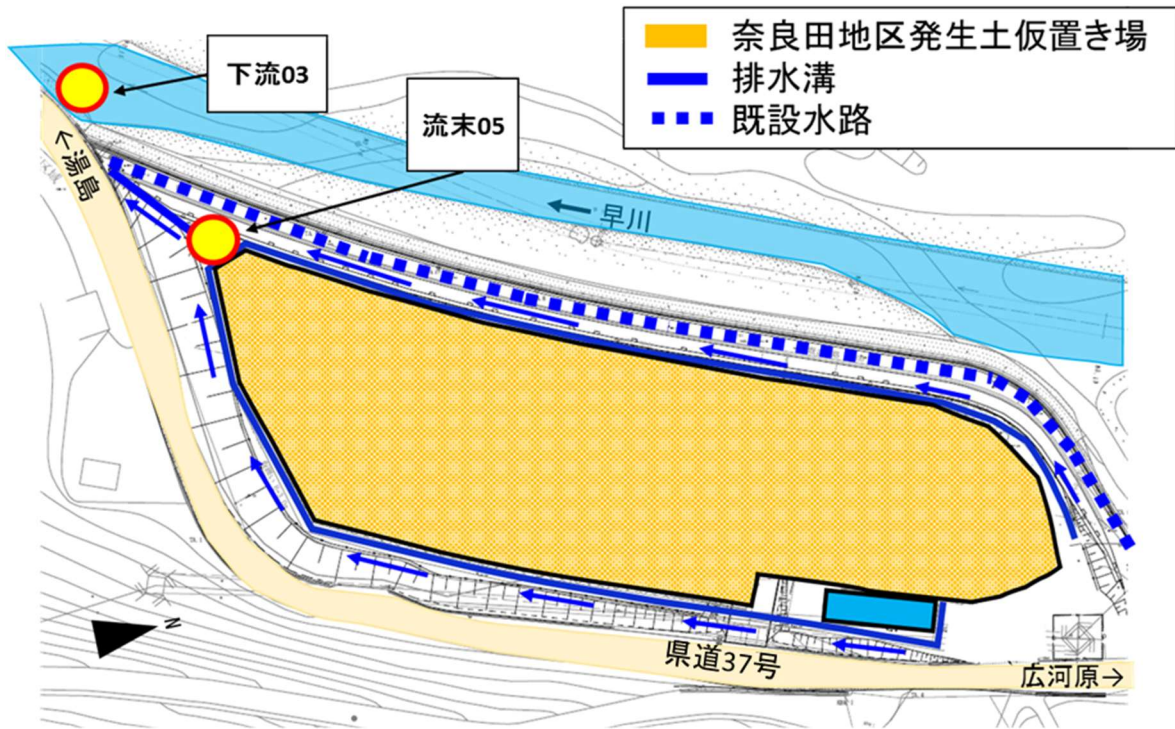 奈良田地区発生土仮置き場
排水溝
既設水路
下流03
流末05
←湯島
←早川
県道37号
広河原→
N